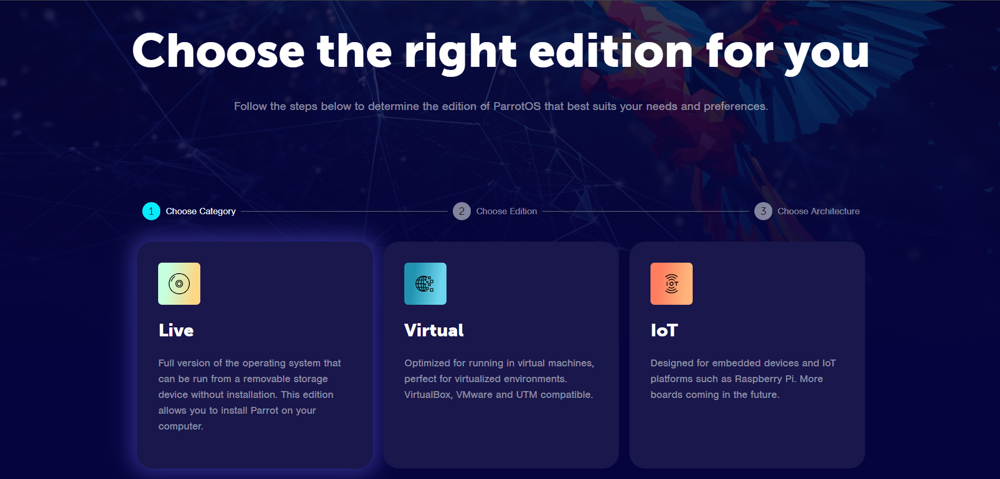 Choose the right edition for you
Follow the steps below to determine the edition of ParrotOS that best suits your needs and preferences.
1 Choose Category
2 Choose Edition
3 Choose Architecture
Live
Full version of the operating system that
can be run from a removable storage
device without installation. This edition
allows you to install Parrot on your
computer.
Virtual
Optimized for running in virtual machines,
perfect for virtualized environments.
VirtualBox, VMware and UTM compatible.
IOT
IoT
Designed for embedded devices and IoT
platforms such as Raspberry Pi. More
boards coming in the future.